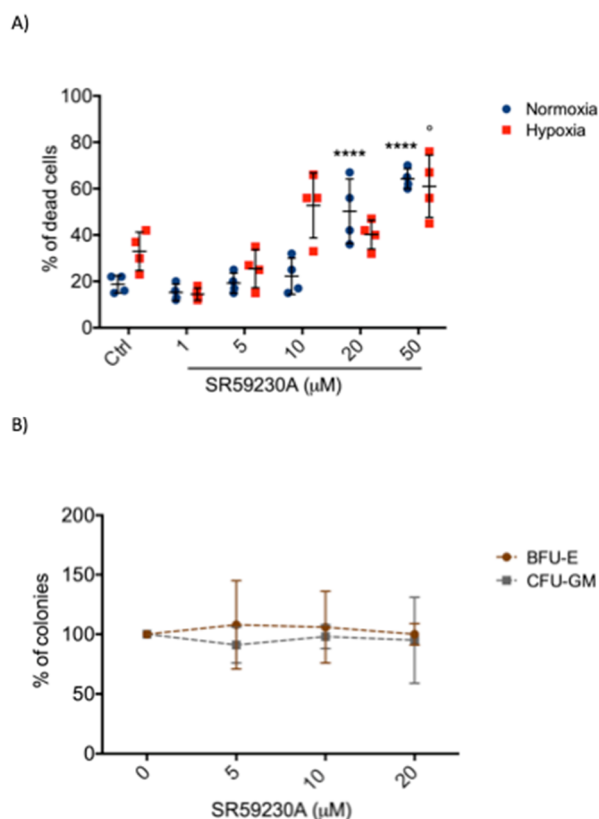 A)
100
80
60
40
20
0
% of dead cells
**** **** °
Normoxia
Hypoxia
Ctrl 1 5 10 20 50
SR59230A (μM)
B)
200
150
100
50
0
% of colonies
BFU-E
CFU-GM
0 5 10 20
SR59230A (μM)